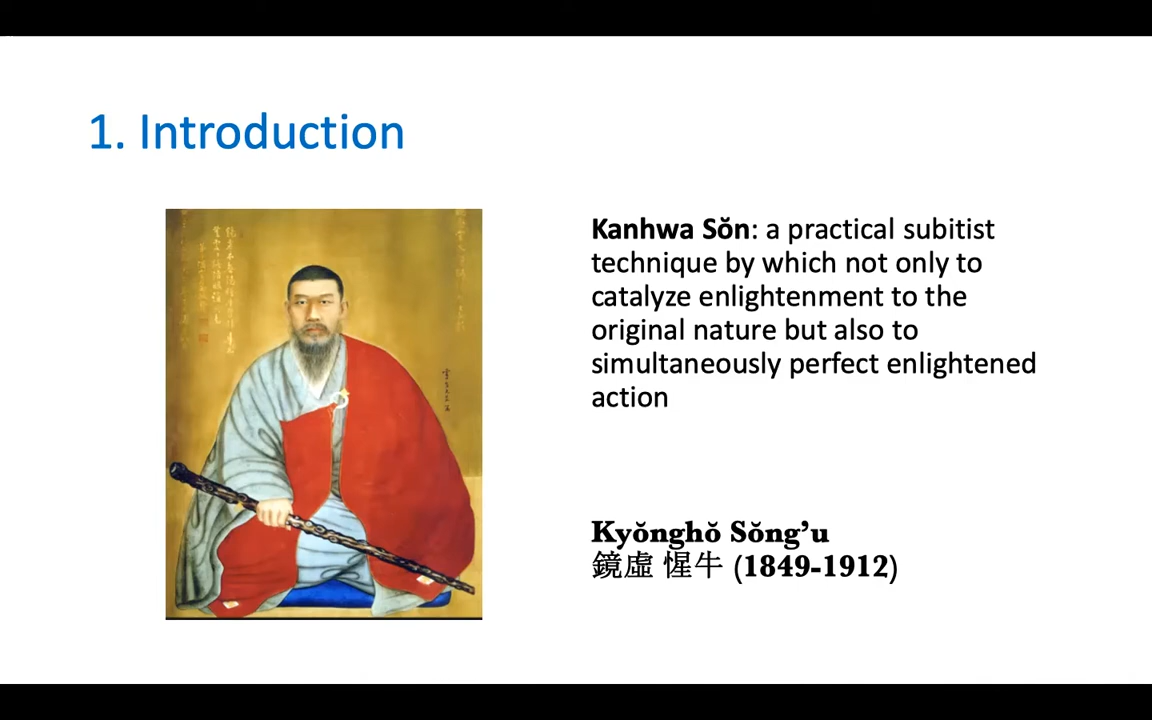 1. Introduction
Kanhwa Sŏn: a practical subitist
technique by which not only to
catalyze enlightenment to the
original nature but also to
simultaneously perfect enlightened
action
Kyŏnghŏ Sŏng’u
鏡虛 惺牛 (1849-1912)